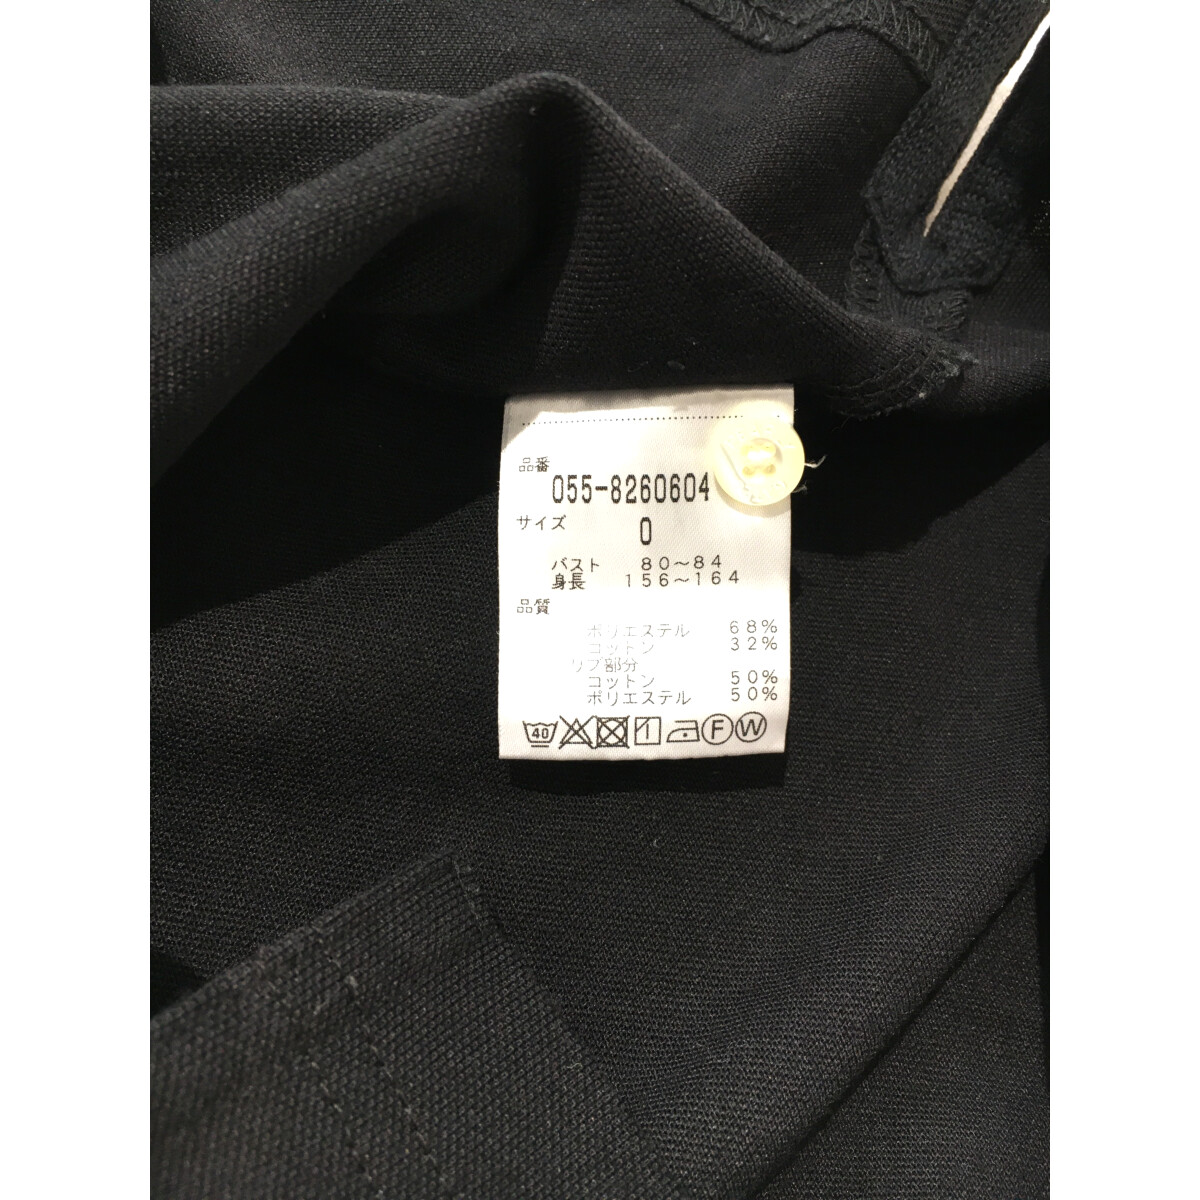 品番
055-8260604
サイズ
0
バスト 80〜84
身長 156〜164
品質
ポリエステル 68%
コットン 32%
リブ部分
コットン 50%
ポリエステル 50%
40 F W